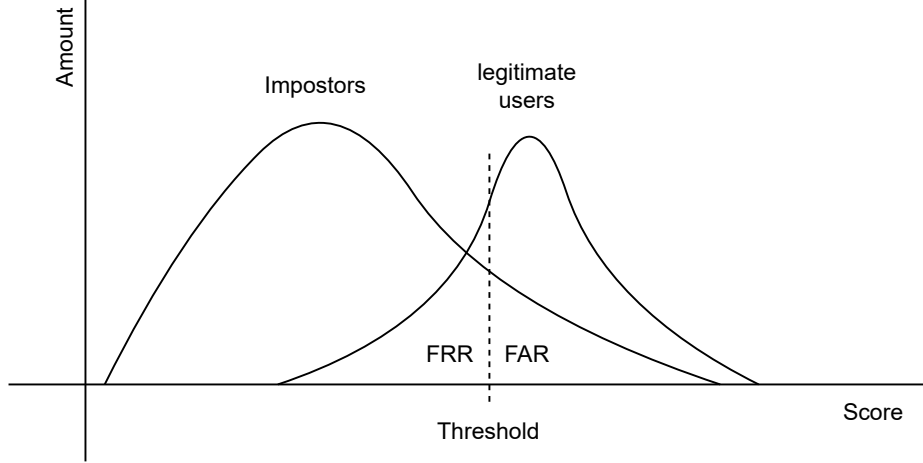 Amount
Impostors
legitimate
users
FRR
FAR
Score
Threshold